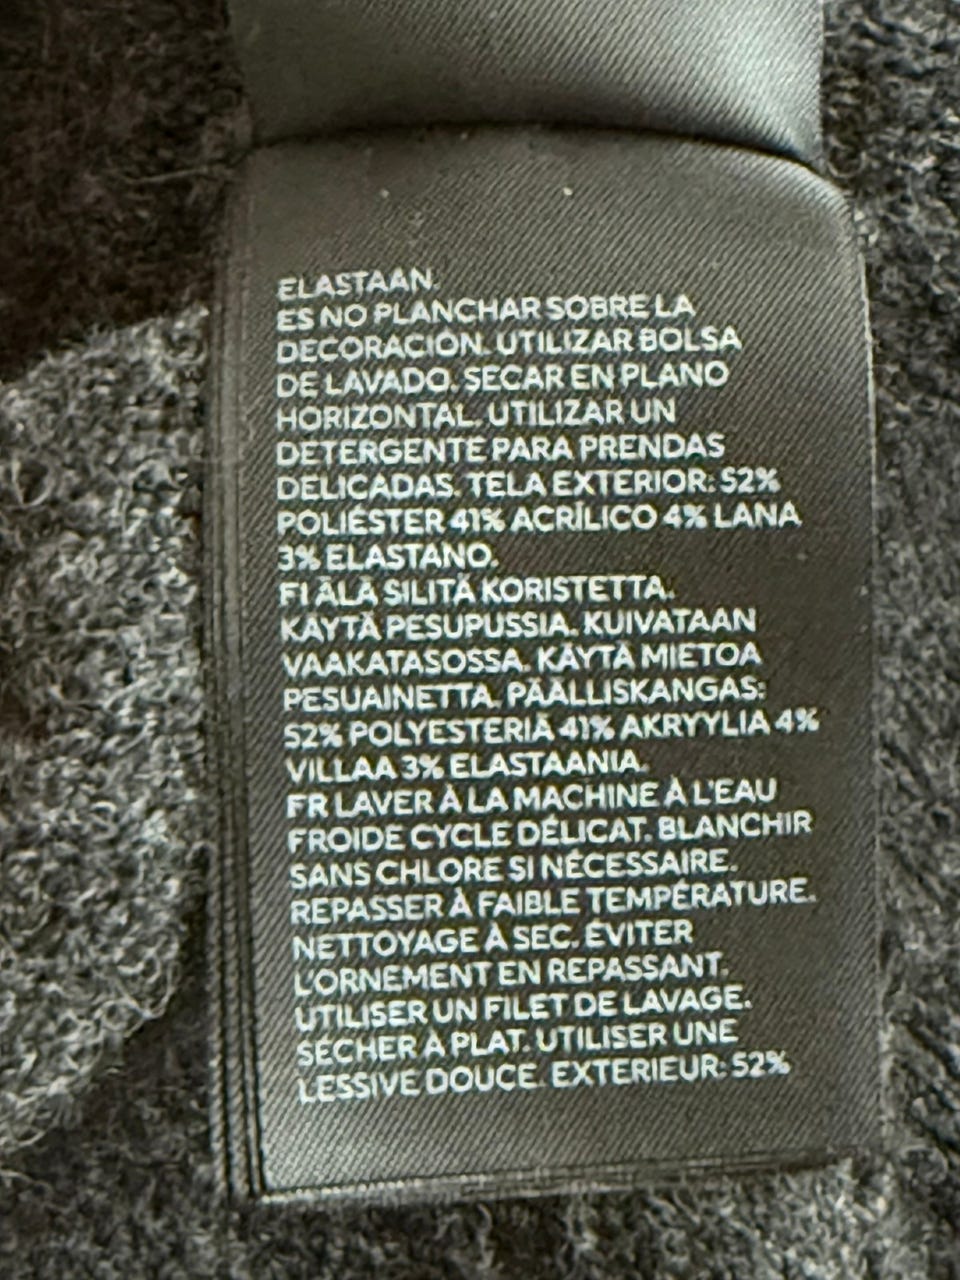 ELASTAAN.
ES NO PLANCHAR SOBRE LA
DECORACIÓN. UTILIZAR BOLSA
DE LAVADO. SECAR EN PLANO
HORIZONTAL. UTILIZAR UN
DETERGENTE PARA PRENDAS
DELICADAS. TELA EXTERIOR: 52%
POLIÉSTER 41% ACRÍLICO 4% LANA
3% ELASTANO.
FI ÄLÄ SILITÄ KORISTETTA.
KÄYTÄ PESUPUSSIA. KUIVATAAN
VAAKATASOSSA. KÄYTÄ MIETOA
PESUAINETTA. PÄÄLLISKANGAS:
52% POLYESTERIÄ 41% AKRYYLIA 4%
VILLAA 3% ELASTAANIA.
FR LAVER À LA MACHINE À L'EAU
FROIDE CYCLE DÉLICAT. BLANCHIR
SANS CHLORE SI NÉCESSAIRE.
REPASSER À FAIBLE TEMPÉRATURE.
NETTOYAGE À SEC. ÉVITER
L'ORNEMENT EN REPASSANT.
UTILISER UN FILET DE LAVAGE.
SÉCHER À PLAT. UTILISER UNE
LESSIVE DOUCE. EXTERIEUR: 52%